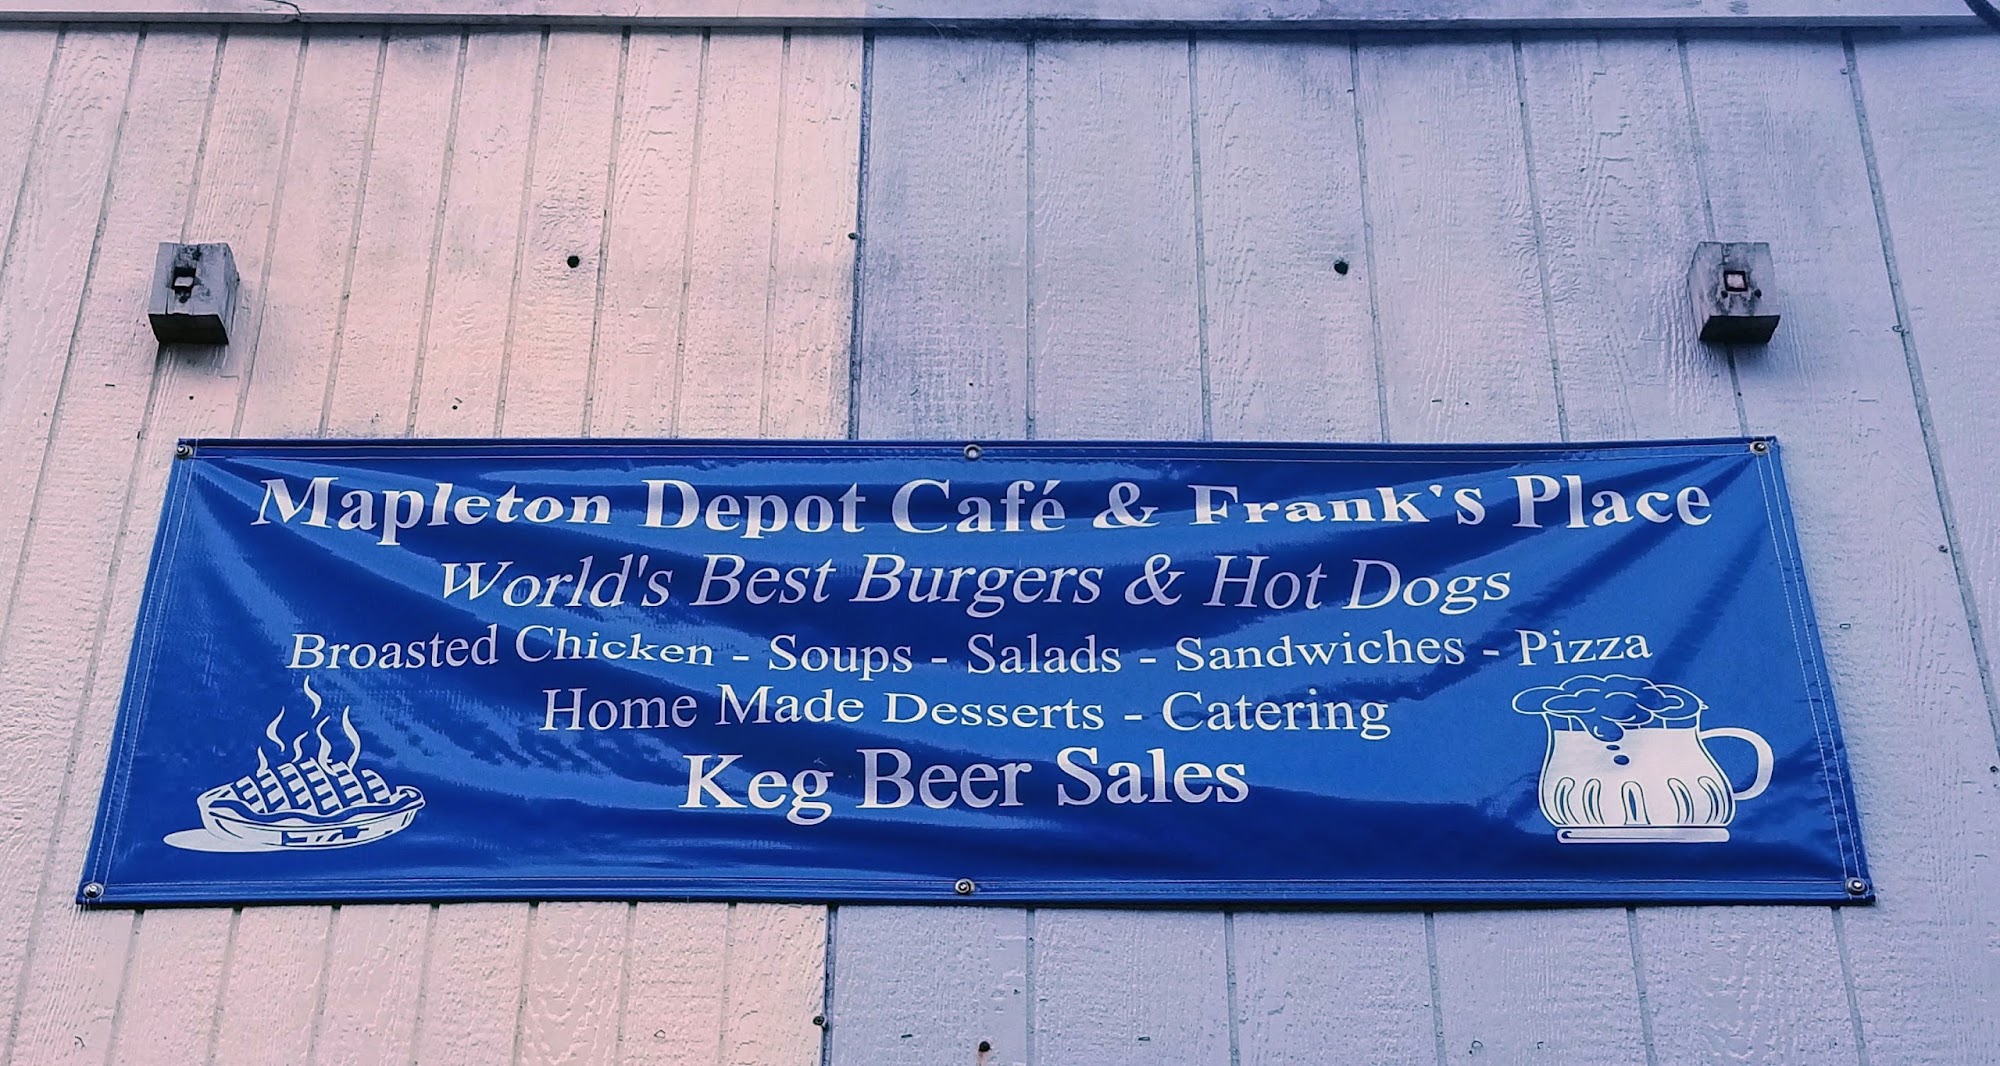 Mapleton Depot Café & Frank's Place
World's Best Burgers & Hot Dogs
Broasted Chicken - Soups - Salads - Sandwiches - Pizza
Home Made Desserts - Catering
Keg Beer Sales